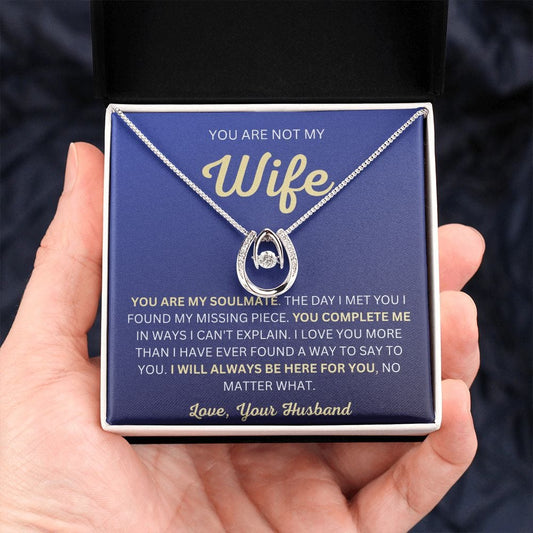 YOU ARE NOT MY
Wife
YOU ARE MY SOULMATE. THE DAY I MET YOU I
FOUND MY MISSING PIECE. YOU COMPLETE ME
IN WAYS I CAN'T EXPLAIN. I LOVE YOU MORE
THAN I HAVE EVER FOUND A WAY TO SAY TO
YOU. I WILL ALWAYS BE HERE FOR YOU, NO
MATTER WHAT.
Love, Your Husband